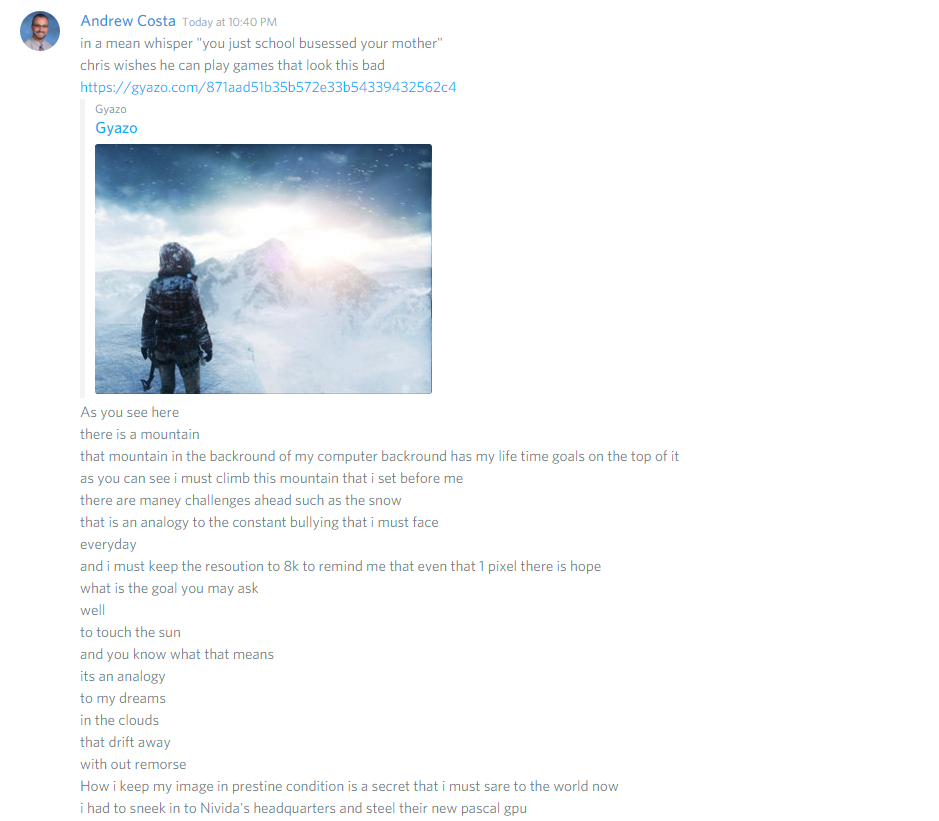 Andrew Costa Today at 10:40 PM
in a mean whisper "you just school busessed your mother"
chris wishes he can play games that look this bad
https://gyazo.com/871aad51b35b572e33b54339432562c4
Gyazo
Gyazo
As you see here
there is a mountain
that mountain in the backround of my computer backround has my life time goals on the top of it
as you can see i must climb this mountain that i set before me
there are maney challenges ahead such as the snow
that is an analogy to the constant bullying that i must face
everyday
and i must keep the resoution to 8k to remind me that even that 1 pixel there is hope
what is the goal you may ask
well
to touch the sun
and you know what that means
its an analogy
to my dreams
in the clouds
that drift away
with out remorse
How i keep my image in prestine condition is a secret that i must sare to the world now
i had to sneek in to Nivida's headquarters and steel their new pascal gpu